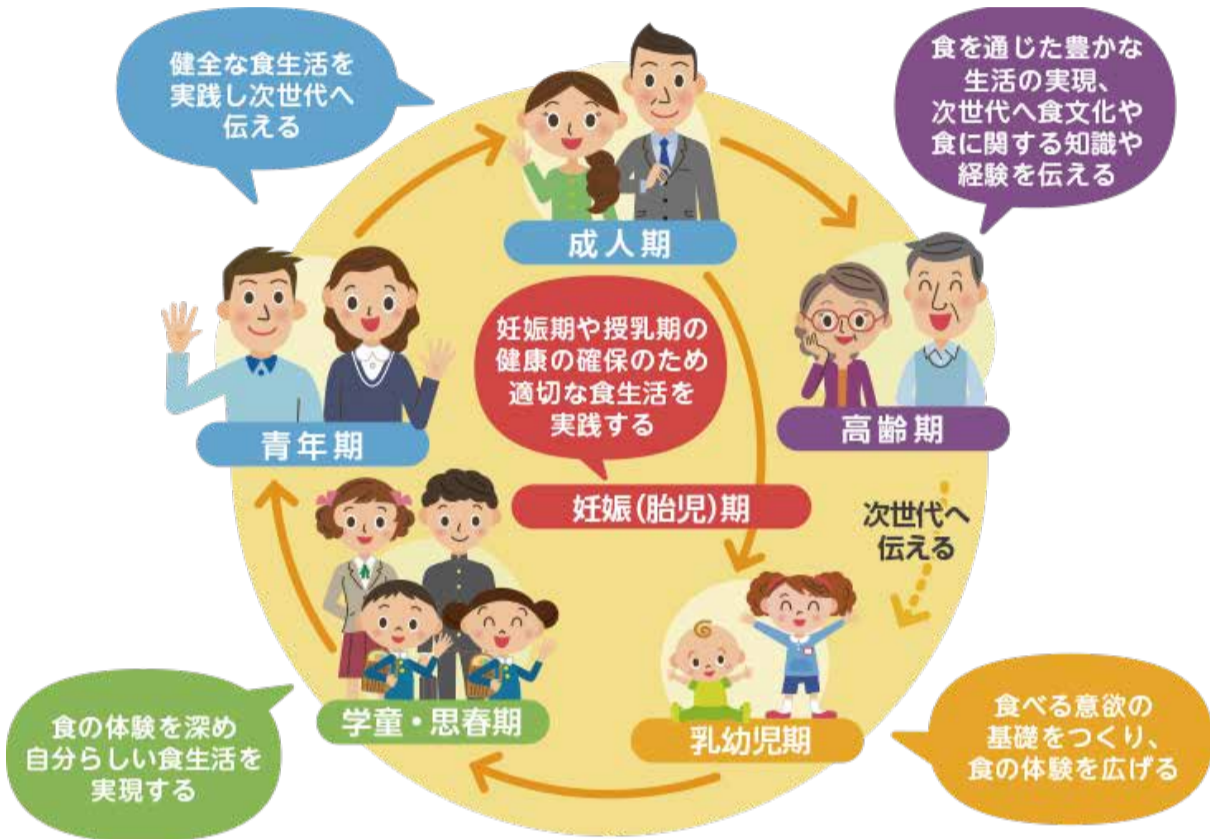 健全な食生活を
実践し次世代へ
伝える
食を通じた豊かな
生活の実現、
次世代へ食文化や
食に関する知識や
経験を伝える
成人期
妊娠期や授乳期の
健康の確保のため
適切な食生活を
実践する
青年期
高齢期
妊娠(胎児)期
次世代へ
伝える
食の体験を深め
自分らしい食生活を
実現する
学童・思春期
乳幼児期
食べる意欲の
基礎をつくり、
食の体験を広げる